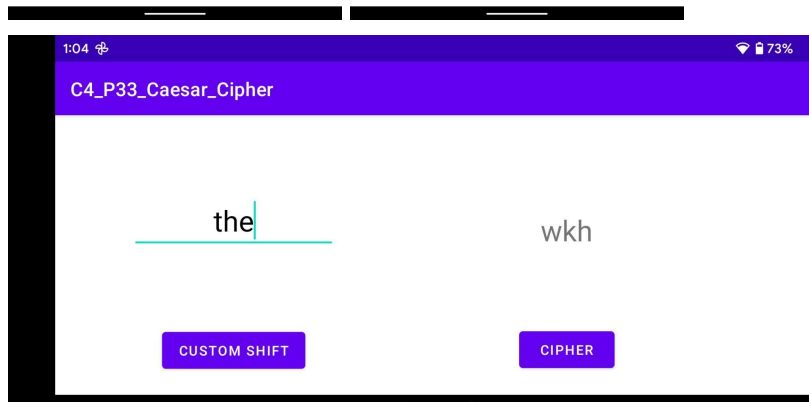 1:04 73%
C4_P33_Caesar_Cipher
the wkh
CUSTOM SHIFT CIPHER